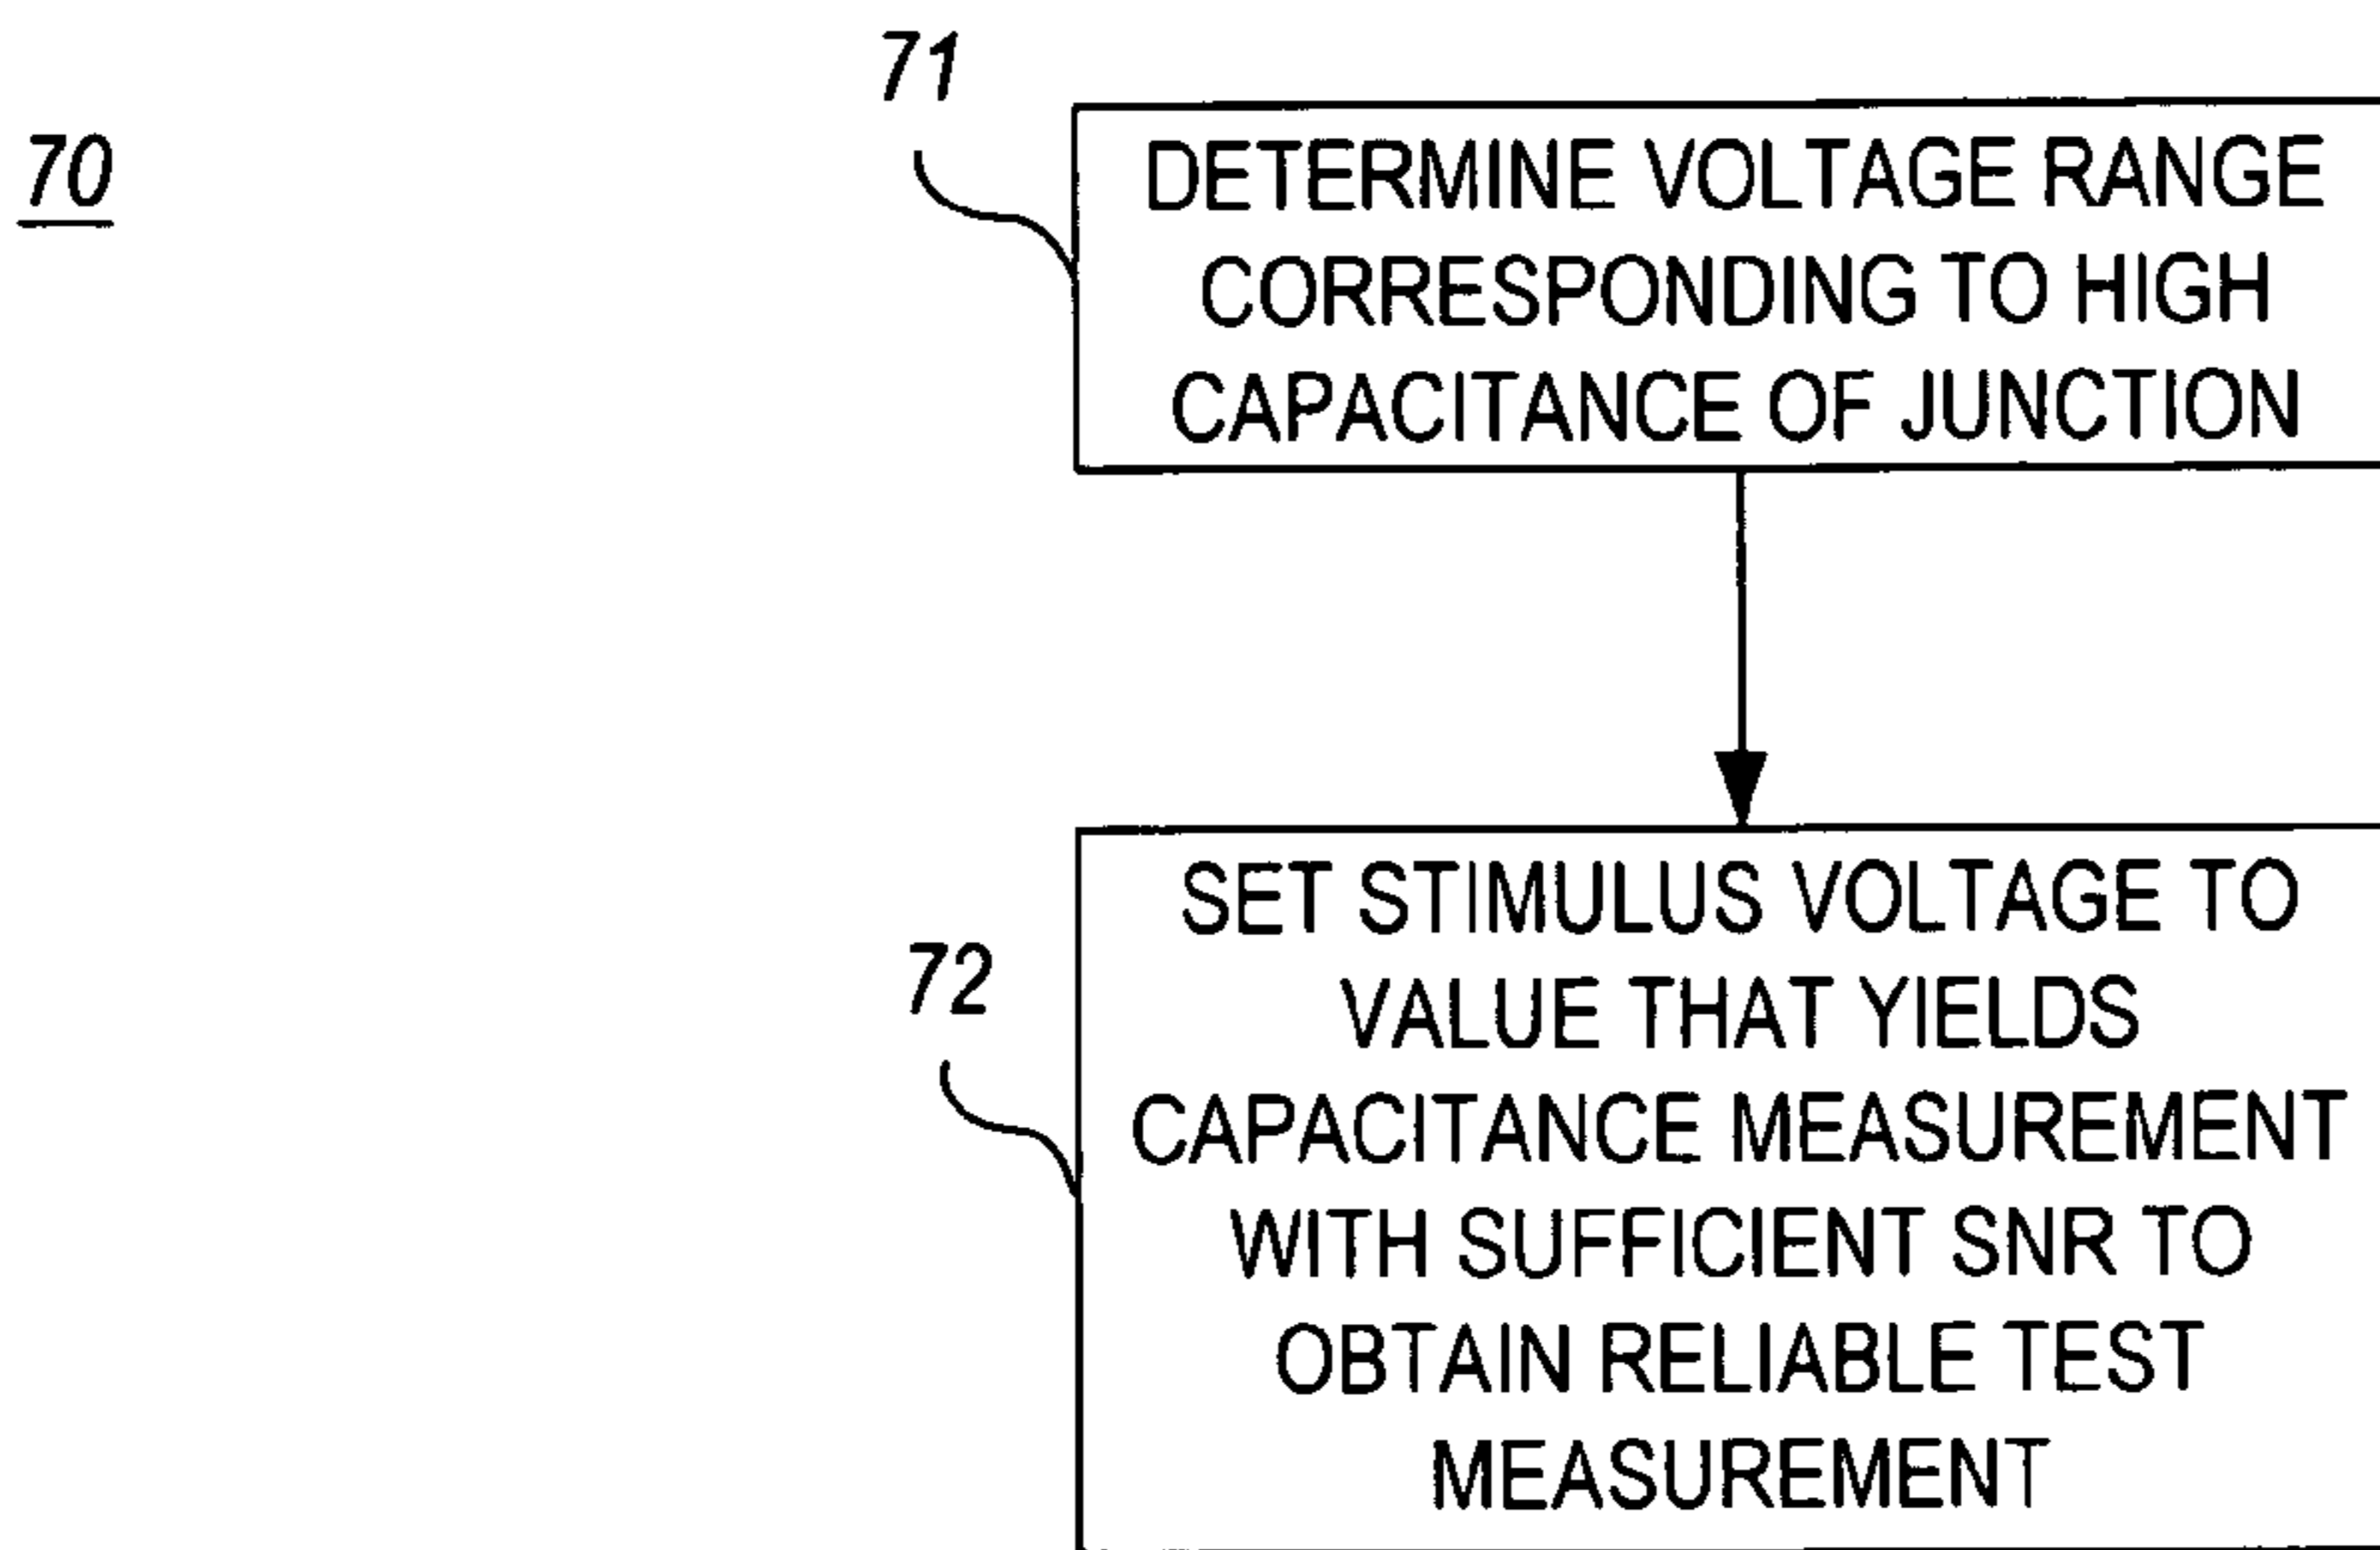 70
71
DETERMINE VOLTAGE RANGE
CORRESPONDING TO HIGH
CAPACITANCE OF JUNCTION
72
SET STIMULUS VOLTAGE TO
VALUE THAT YIELDS
CAPACITANCE MEASUREMENT
WITH SUFFICIENT SNR TO
OBTAIN RELIABLE TEST
MEASUREMENT